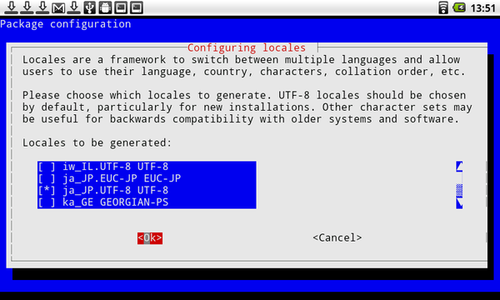 13:51
Package configuration
Configuring locales
Locales are a framework to switch between multiple languages and allow
users to use their language, country, characters, collation order, etc.
Please choose which locales to generate. UTF-8 locales should be chosen
by default, particularly for new installations. Other character sets may
be useful for backwards compatibility with older systems and software.
Locales to be generated:
[ ] iw_IL.UTF-8 UTF-8
[ ] ja_JP.EUC-JP EUC-JP
[*] ja_JP.UTF-8 UTF-8
[ ] ka_GE GEORGIAN-PS
<Ok> <Cancel>